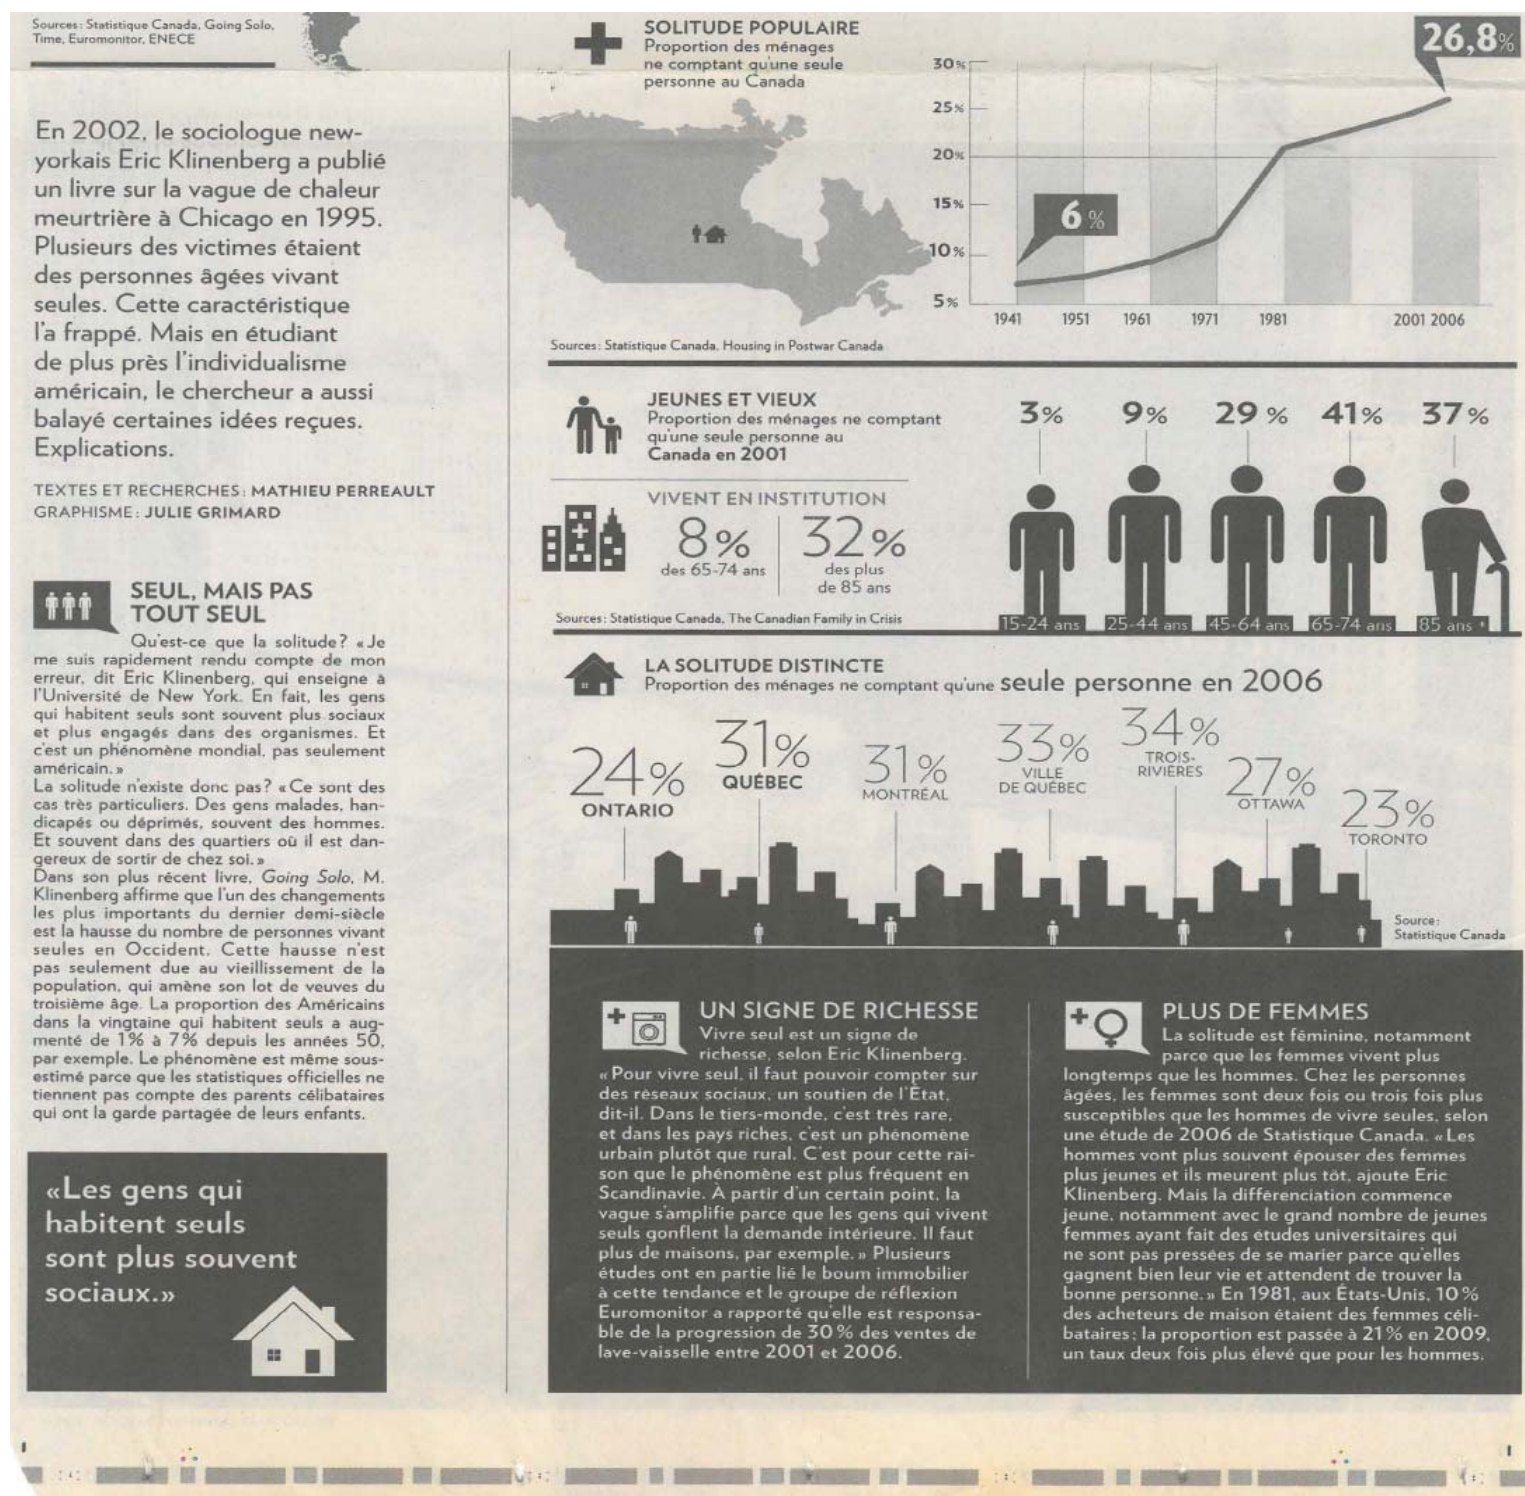 Sources: Statistique Canada, Going Solo,
Time, Euromonitor, ENECE
En 2002, le sociologue new-
yorkais Eric Klinenberg a publié
un livre sur la vague de chaleur
meurtrière à Chicago en 1995.
Plusieurs des victimes étaient
des personnes âgées vivant
seules. Cette caractéristique
l'a frappé. Mais en étudiant
de plus près l'individualisme
américain, le chercheur a aussi
balayé certaines idées reçues.
Explications.
TEXTES ET RECHERCHES: MATHIEU PERREAULT
GRAPHISME: JULIE GRIMARD
SEUL, MAIS PAS
TOUT SEUL
Qu'est-ce que la solitude? «Je
me suis rapidement rendu compte de mon
erreur, dit Eric Klinenberg, qui enseigne à
l'Université de New York. En fait, les gens
qui habitent seuls sont souvent plus sociaux
et plus engagés dans des organismes. Et
c'est un phénomène mondial, pas seulement
américain.»
La solitude n'existe donc pas? «Ce sont des
cas très particuliers. Des gens malades, han-
dicapés ou déprimés, souvent des hommes.
Et souvent dans des quartiers où il est dan-
gereux de sortir de chez soi.»
Dans son plus récent livre, Going Solo, M.
Klinenberg affirme que l'un des changements
les plus importants du dernier demi-siècle
est la hausse du nombre de personnes vivant
seules en Occident. Cette hausse n'est
pas seulement due au vieillissement de la
population, qui amène son lot de veuves du
troisième âge. La proportion des Américains
dans la vingtaine qui habitent seuls a aug-
menté de 1% à 7% depuis les années 50,
par exemple. Le phénomène est même sous-
estimé parce que les statistiques officielles ne
tiennent pas compte des parents célibataires
qui ont la garde partagée de leurs enfants.
«Les gens qui
habitent seuls
sont plus souvent
sociaux.»
SOLITUDE POPULAIRE
Proportion des ménages
ne comptant qu'une seule
personne au Canada
26,8%
30%
25%
20%
15%
6%
10%
5%
1941 1951 1961 1971 1981 2001 2006
Sources: Statistique Canada, Housing in Postwar Canada
JEUNES ET VIEUX
Proportion des ménages ne comptant
qu'une seule personne au
Canada en 2001
3% 9% 29% 41% 37%
VIVENT EN INSTITUTION
8% 32%
des 65-74 ans des plus
de 85 ans
15-24 ans 25-44 ans 45-64 ans 65-74 ans 85 ans +
Sources: Statistique Canada, The Canadian Family in Crisis
LA SOLITUDE DISTINCTE
Proportion des ménages ne comptant qu'une seule personne en 2006
24%
ONTARIO
31%
QUÉBEC
31%
MONTRÉAL
33%
VILLE
DE QUÉBEC
34%
TROIS-
RIVIÈRES
27%
OTTAWA
23%
TORONTO
Source:
Statistique Canada
UN SIGNE DE RICHESSE
Vivre seul est un signe de
richesse, selon Eric Klinenberg.
«Pour vivre seul, il faut pouvoir compter sur
des réseaux sociaux, un soutien de l'État,
dit-il. Dans le tiers-monde, c'est très rare,
et dans les pays riches, c'est un phénomène
urbain plutôt que rural. C'est pour cette rai-
son que le phénomène est plus fréquent en
Scandinavie. À partir d'un certain point, la
vague s'amplifie parce que les gens qui vivent
seuls gonflent la demande intérieure. Il faut
plus de maisons, par exemple.» Plusieurs
études ont en partie lié le boum immobilier
à cette tendance et le groupe de réflexion
Euromonitor a rapporté qu'elle est responsa-
ble de la progression de 30% des ventes de
lave-vaisselle entre 2001 et 2006.
PLUS DE FEMMES
La solitude est féminine, notamment
parce que les femmes vivent plus
longtemps que les hommes. Chez les personnes
âgées, les femmes sont deux fois ou trois fois plus
susceptibles que les hommes de vivre seules, selon
une étude de 2006 de Statistique Canada. «Les
hommes vont plus souvent épouser des femmes
plus jeunes et ils meurent plus tôt, ajoute Eric
Klinenberg. Mais la différenciation commence
jeune, notamment avec le grand nombre de jeunes
femmes ayant fait des études universitaires qui
ne sont pas pressées de se marier parce qu'elles
gagnent bien leur vie et attendent de trouver la
bonne personne.» En 1981, aux États-Unis, 10%
des acheteurs de maison étaient des femmes céli-
bataires; la proportion est passée à 21% en 2009,
un taux deux fois plus élevé que pour les hommes.